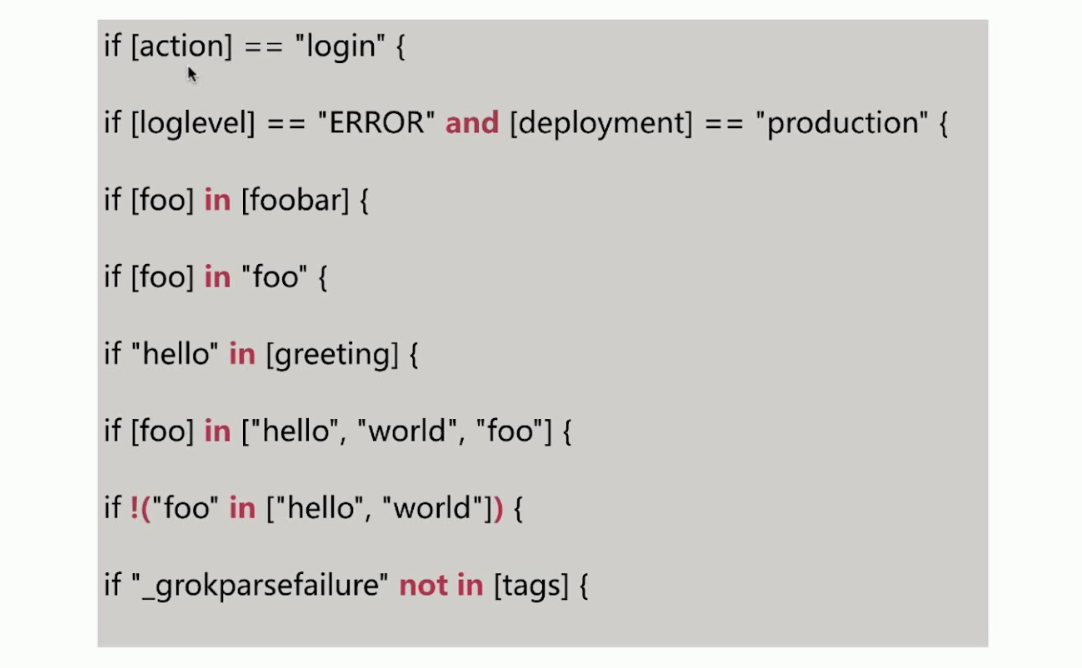 if [action] == "login" {
if [loglevel] == "ERROR" and [deployment] == "production" {
if [foo] in [foobar] {
if [foo] in "foo" {
if "hello" in [greeting] {
if [foo] in ["hello", "world", "foo"] {
if !("foo" in ["hello", "world"]) {
if "_grokparsefailure" not in [tags] {